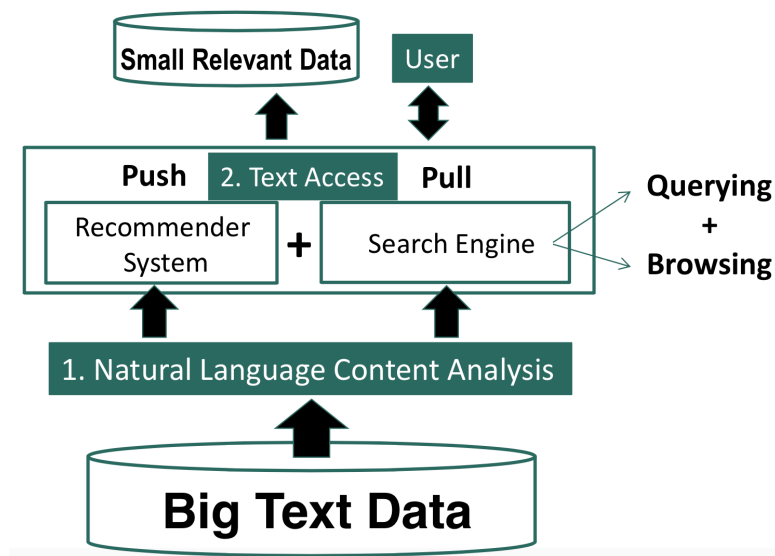 Small Relevant Data
User
Push
2. Text Access
Pull
Recommender
System
+
Search Engine
Querying
+
Browsing
1. Natural Language Content Analysis
Big Text Data